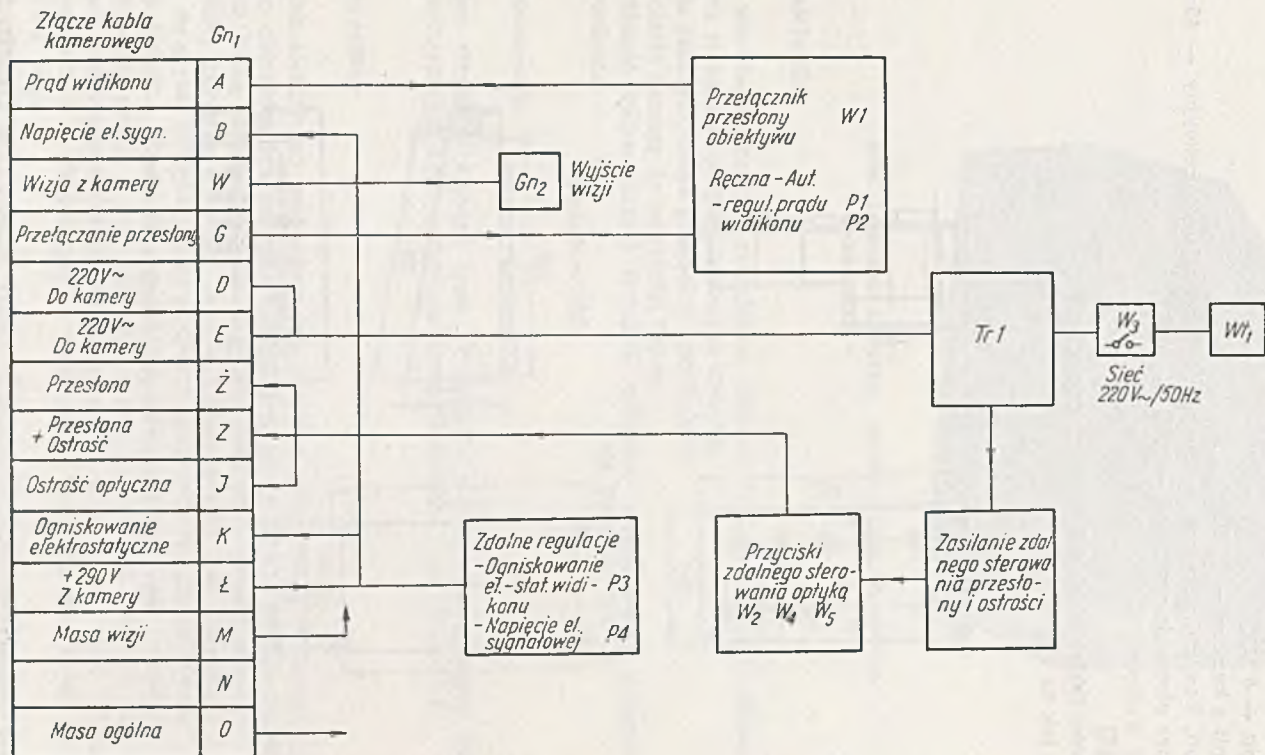 Złącze kabla
kamerowego
Gn1
Prąd widikonu A
Napięcie el. sygn. B
Wizja z kamery W
Przełączanie przesłony G
220V~
Do kamery
D
220V~
Do kamery
E
Przesłona Ż
+ Przesłona
Ostrość
Z
Ostrość optyczna J
Ogniskowanie
elektrostatyczne
K
+290V
Z kamery
Ł
Masa wizji M
N
Masa ogólna O
Gn2
Wyjście
wizji
Przełącznik
przesłony W1
obiektywu
Ręczna - Aut.
- regul. prądu P1
widikonu P2
Tr1
W3
Sieć
220V~/50Hz
Wt1
Zdalne regulacje
- Ogniskowanie
el.-stat. widi- P3
konu
- Napięcie el.
sygnałowej P4
Przyciski
zdalnego stero-
wania optyką
W2 W4 W5
Zasilanie zdal
nego sterowa
nia przesło-
ny i ostrości